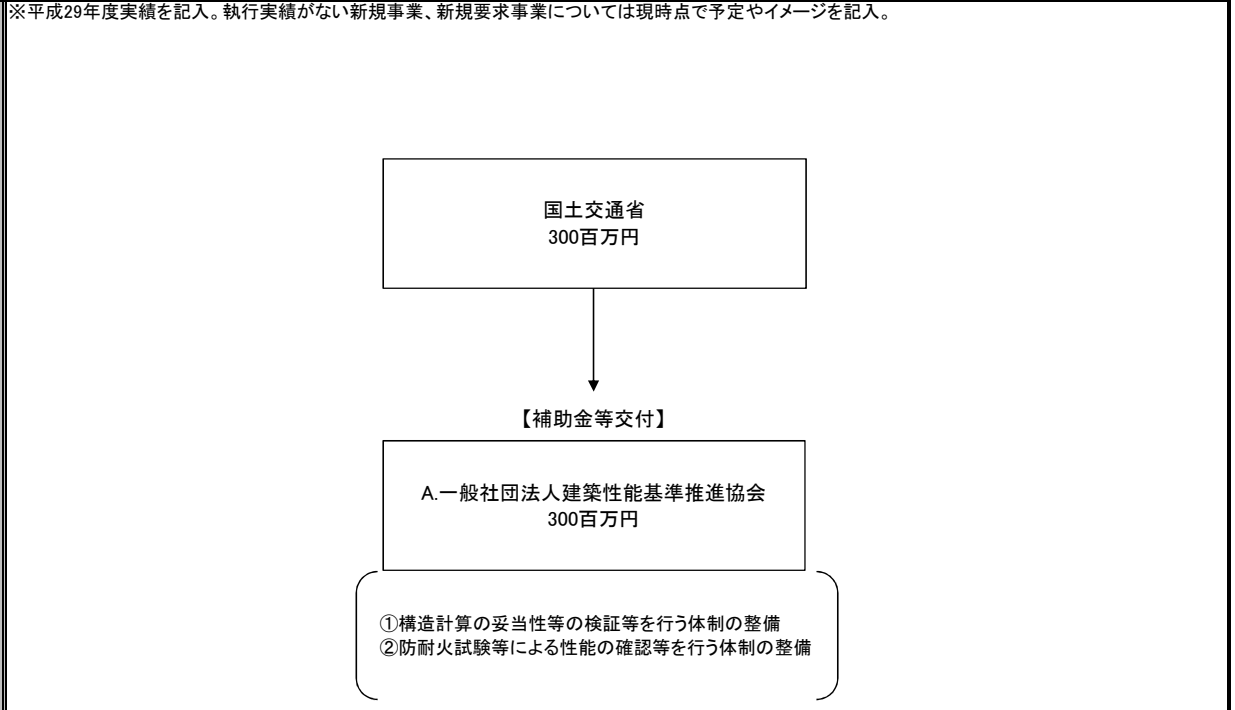 ※平成29年度実績を記入。執行実績がない新規事業、新規要求事業については現時点で予定やイメージを記入。
国土交通省
300百万円
【補助金等交付】
A.一般社団法人建築性能基準推進協会
300百万円
①構造計算の妥当性等の検証等を行う体制の整備
②防耐火試験等による性能の確認等を行う体制の整備